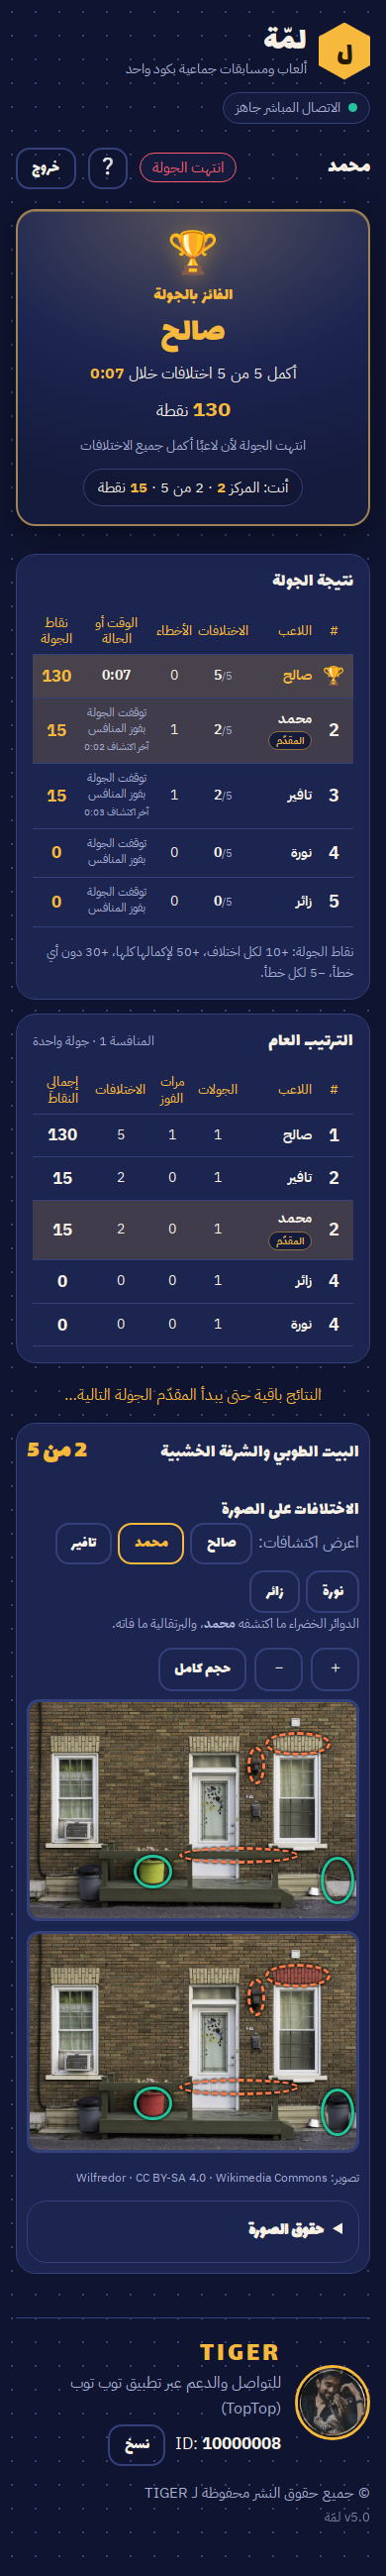 ل
لمّة
ألعاب ومسابقات جماعية بكود واحد
الاتصال المباشر جاهز
محمد
انتهت الجولة
?
خروج
الفائز بالجولة
صالح
أكمل 5 من 5 اختلافات خلال 0:07
130 نقطة
انتهت الجولة لأن لاعبًا أكمل جميع الاختلافات
أنت: المركز 2 · 2 من 5 · 15 نقطة
نتيجة الجولة
# اللاعب الاختلافات الأخطاء الوقت أو الحالة نقاط الجولة
صالح 5/5 0 0:07 130
2 محمد المقدّم 2/5 1 توقفت الجولة بفوز المنافس آخر اكتشاف 0:02 15
3 تافير 2/5 1 توقفت الجولة بفوز المنافس آخر اكتشاف 0:03 15
4 نورة 0/5 0 توقفت الجولة بفوز المنافس 0
5 زائر 0/5 0 توقفت الجولة بفوز المنافس 0
نقاط الجولة: +10 لكل اختلاف، +50 لإكمالها كلها، +30 دون أي
خطأ، −5 لكل خطأ.
الترتيب العام
المنافسة 1 · جولة واحدة
# اللاعب الجولات مرات الفوز الاختلافات إجمالي النقاط
1 صالح 1 1 5 130
2 تافير 1 0 2 15
2 محمد المقدّم 1 0 2 15
4 زائر 1 0 0 0
4 نورة 1 0 0 0
النتائج باقية حتى يبدأ المقدّم الجولة التالية...
البيت الطوبي والشرفة الخشبية
2 من 5
الاختلافات على الصورة
اعرض اكتشافات: صالح محمد تافير
نورة زائر
الدوائر الخضراء ما اكتشفه محمد، والبرتقالية ما فاته.
+ − حجم كامل
تصوير: Wilfredor · CC BY-SA 4.0 · Wikimedia Commons
◀ حقوق الصورة
TIGER
للتواصل والدعم عبر تطبيق توب توب
(TopTop)
ID: 10000008 نسخ
© جميع حقوق النشر محفوظة لـ TIGER
لمّة v5.0